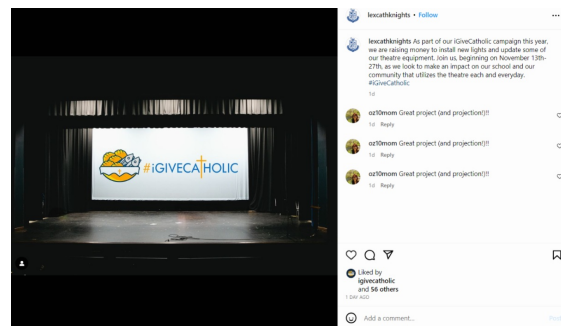 lexcathknights • Follow
lexcathknights As part of our iGiveCatholic campaign this year,
we are raising money to install new lights and update some of
our theatre equipment. Join us, beginning on November 13th-
27th, as we look to make an impact on our school and our
community that utilizes the theatre each and everyday.
#iGiveCatholic
1d
oz10mom Great project (and projection!)!!
1d Reply
oz10mom Great project (and projection!)!!
1d Reply
oz10mom Great project (and projection!)!!
1d Reply
#iGIVECATHOLIC
Liked by
igivecatholic
and 56 others
1 DAY AGO
Add a comment...